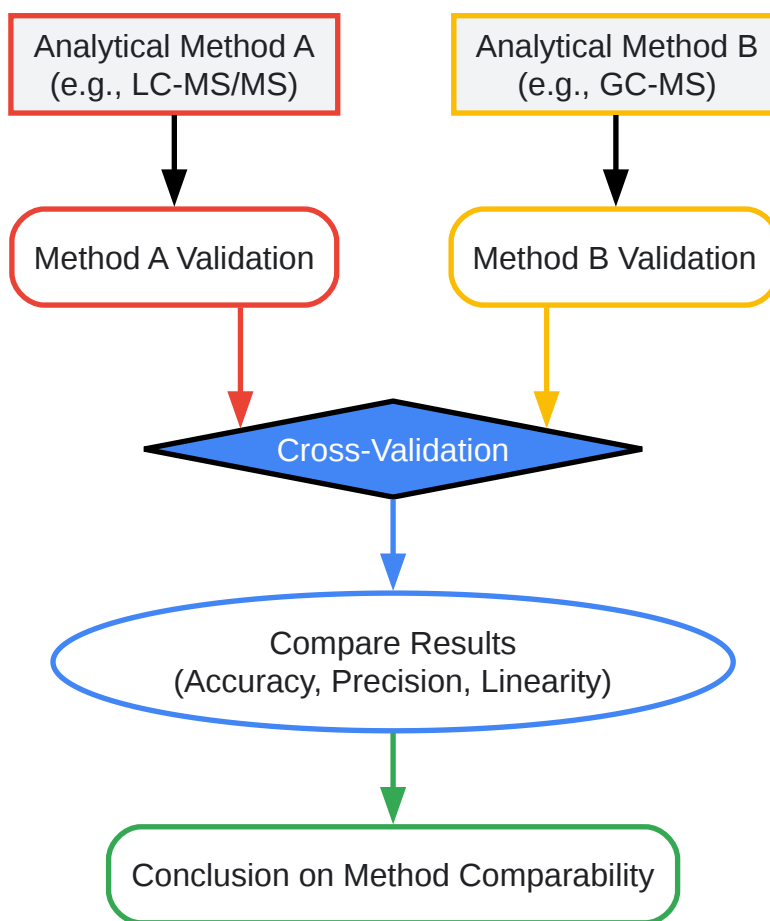 Analytical Method A
(e.g., LC-MS/MS)
Analytical Method B
(e.g., GC-MS)
Method A Validation
Method B Validation
Cross-Validation
Compare Results
(Accuracy, Precision, Linearity)
Conclusion on Method Comparability